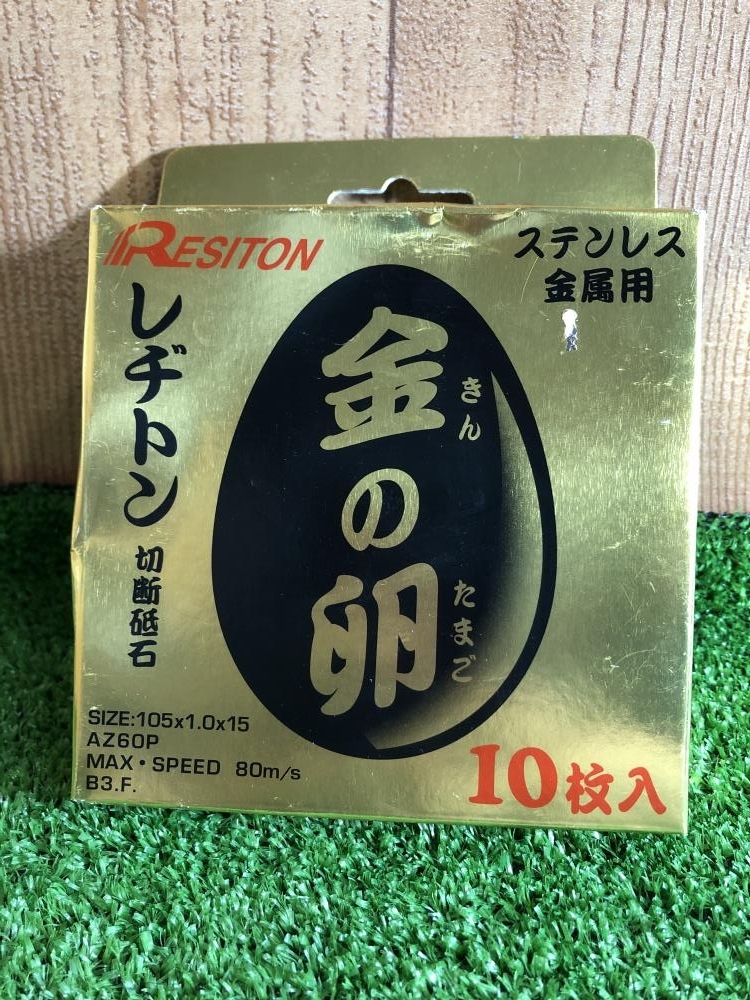 RESITON
ステンレス
金属用
レヂトン
切断砥石
金の卵
きん
たまご
SIZE:105x1.0x15
AZ60P
MAX・SPEED 80m/s
B3.F.
10枚入